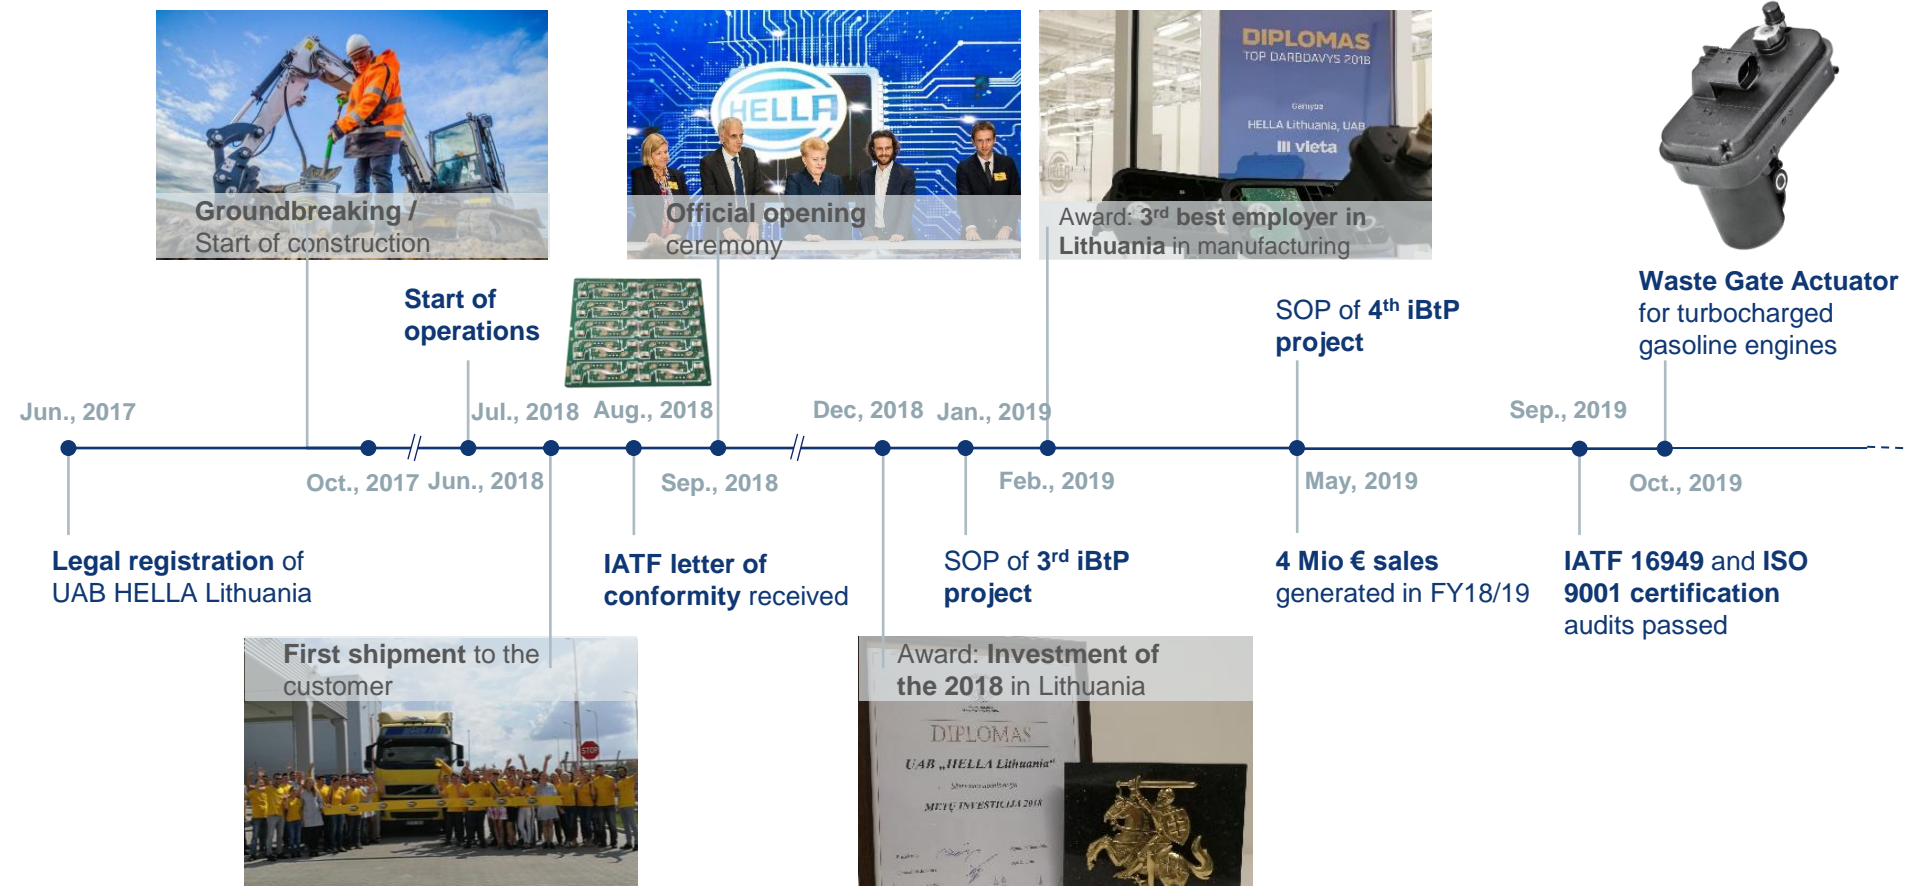 DIPLOMAS
TOP DARBDAVYS 2018
Gamyba
HELLA Lithuania, UAB
III vieta
HELLA
Groundbreaking /
Start of construction
Official opening
ceremony
Award: 3rd best employer in
Lithuania in manufacturing
Start of
operations
SOP of 4th iBtP
project
Waste Gate Actuator
for turbocharged
gasoline engines
Jun., 2017
Jul., 2018
Aug., 2018
Dec, 2018
Jan., 2019
Sep., 2019
Oct., 2017
Jun., 2018
Sep., 2018
Feb., 2019
May, 2019
Oct., 2019
Legal registration of
UAB HELLA Lithuania
IATF letter of
conformity received
SOP of 3rd iBtP
project
4 Mio € sales
generated in FY18/19
IATF 16949 and ISO
9001 certification
audits passed
First shipment to the
customer
Award: Investment of
the 2018 in Lithuania
STOP
DIPLOMAS
UAB „HELLA Lithuania“
METŲ INVESTICIJA 2018